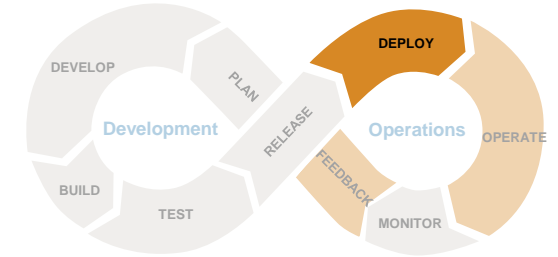 DEPLOY
DEVELOP
PLAN
Development
RELEASE
Operations
OPERATE
FEEDBACK
BUILD
TEST
MONITOR